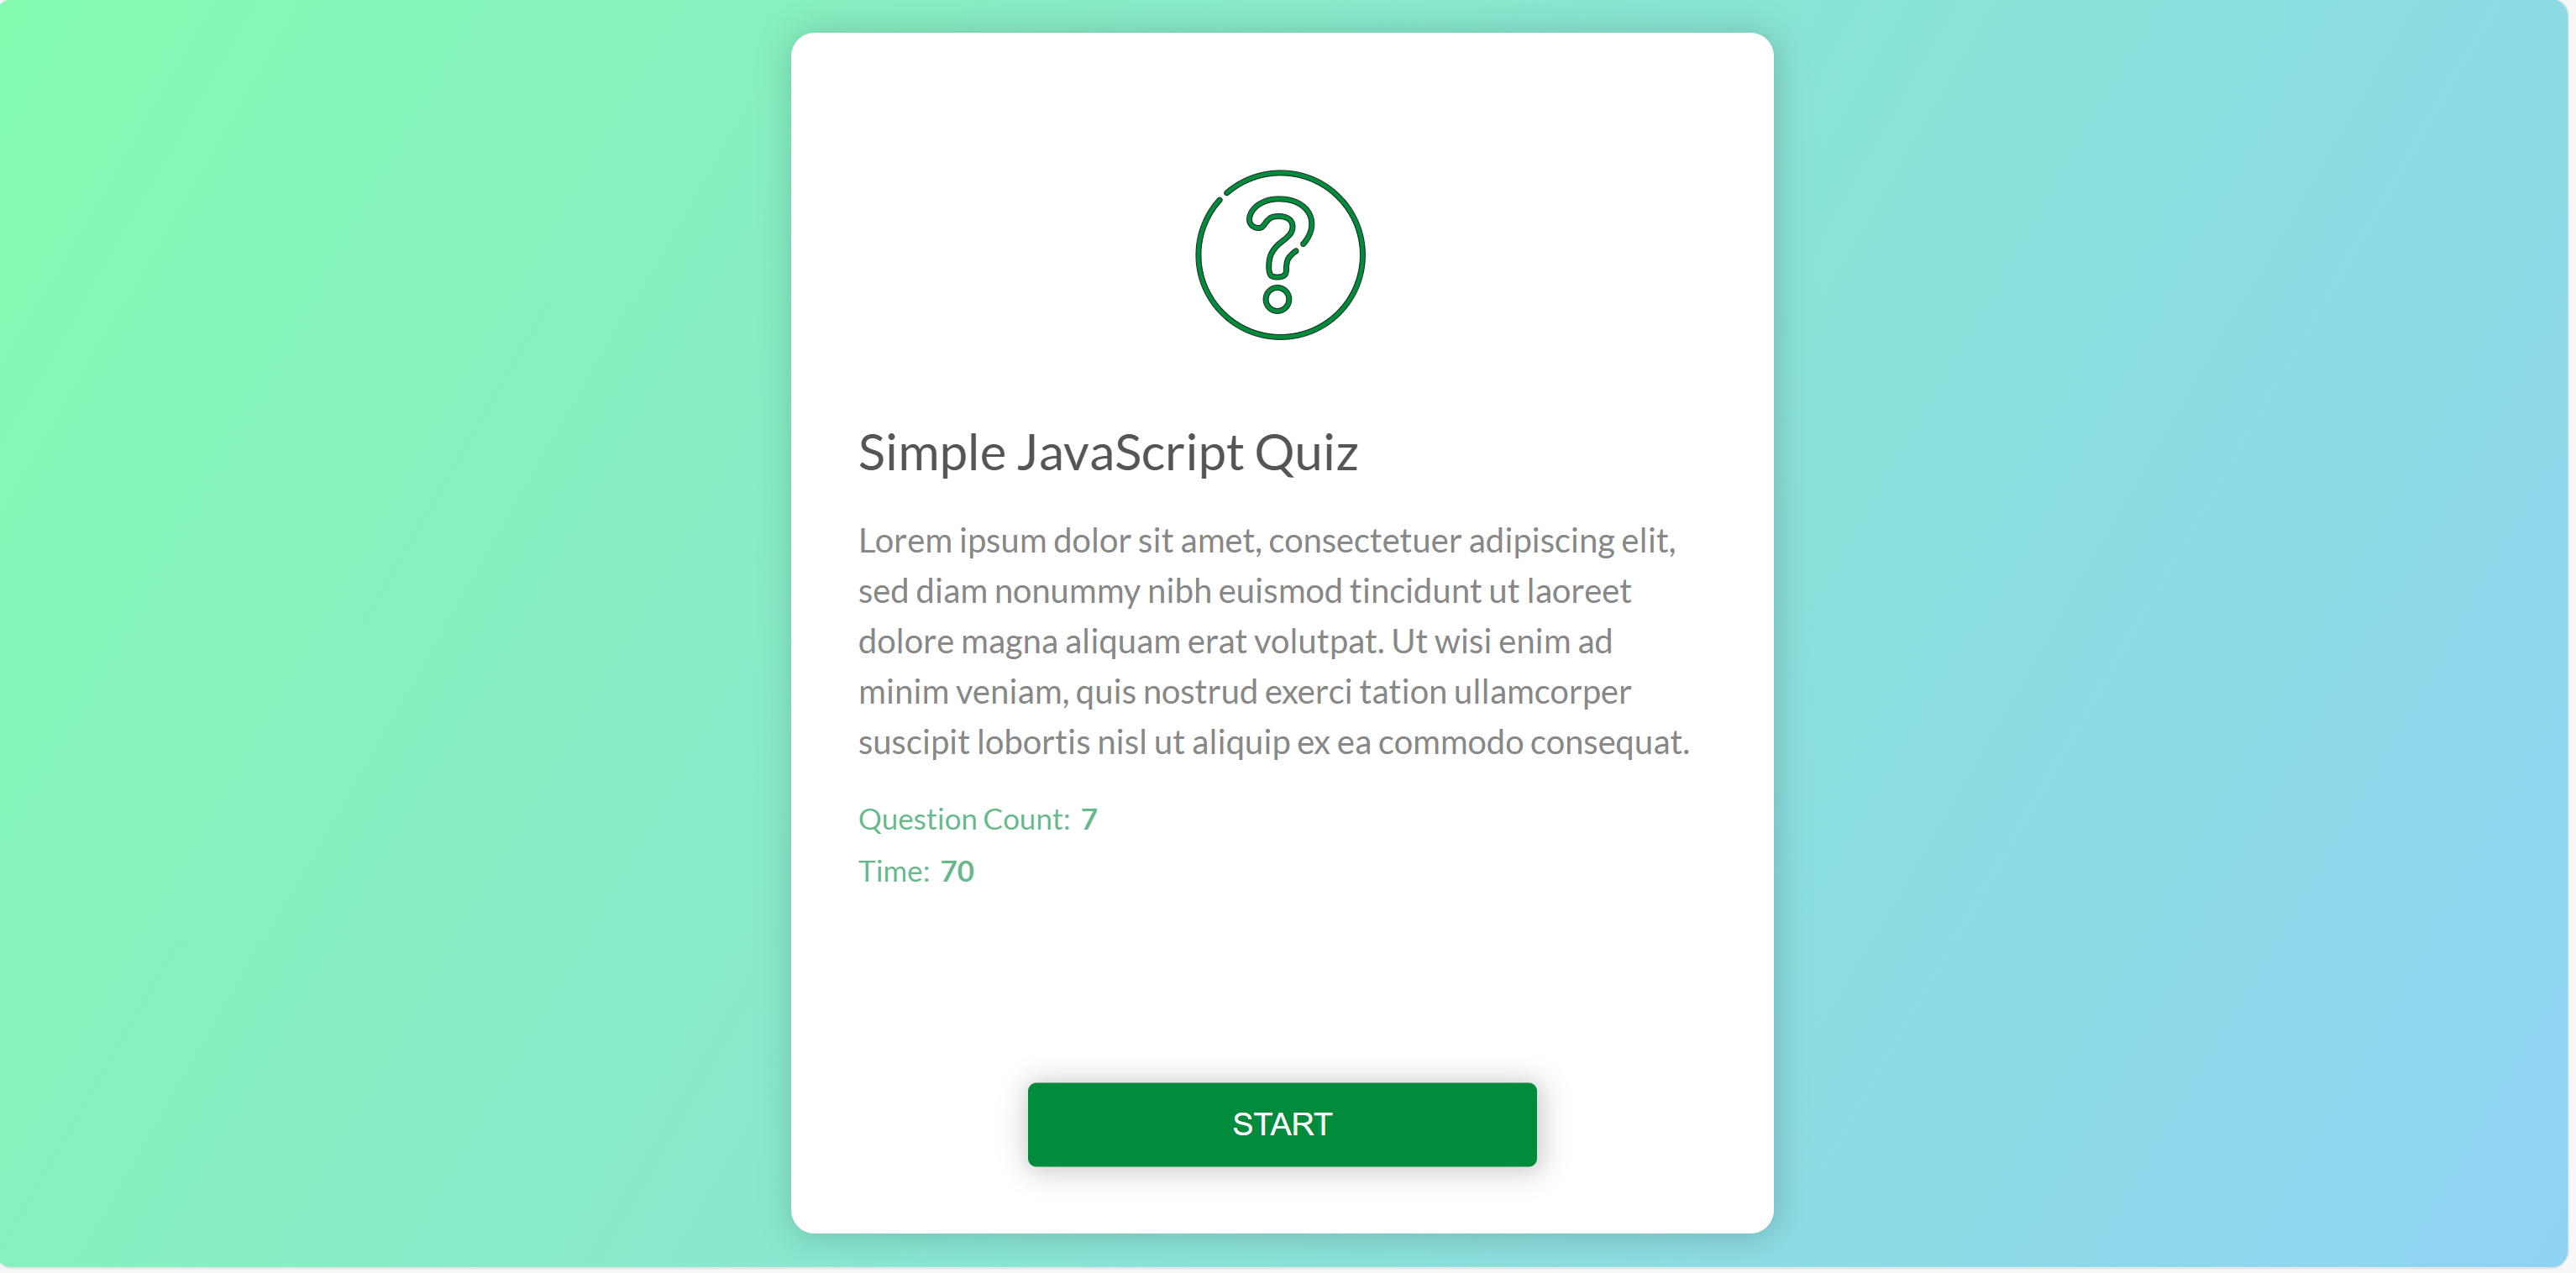 Simple JavaScript Quiz
Lorem ipsum dolor sit amet, consectetuer adipiscing elit,
sed diam nonummy nibh euismod tincidunt ut laoreet
dolore magna aliquam erat volutpat. Ut wisi enim ad
minim veniam, quis nostrud exerci tation ullamcorper
suscipit lobortis nisl ut aliquip ex ea commodo consequat.
Question Count: 7
Time: 70
START